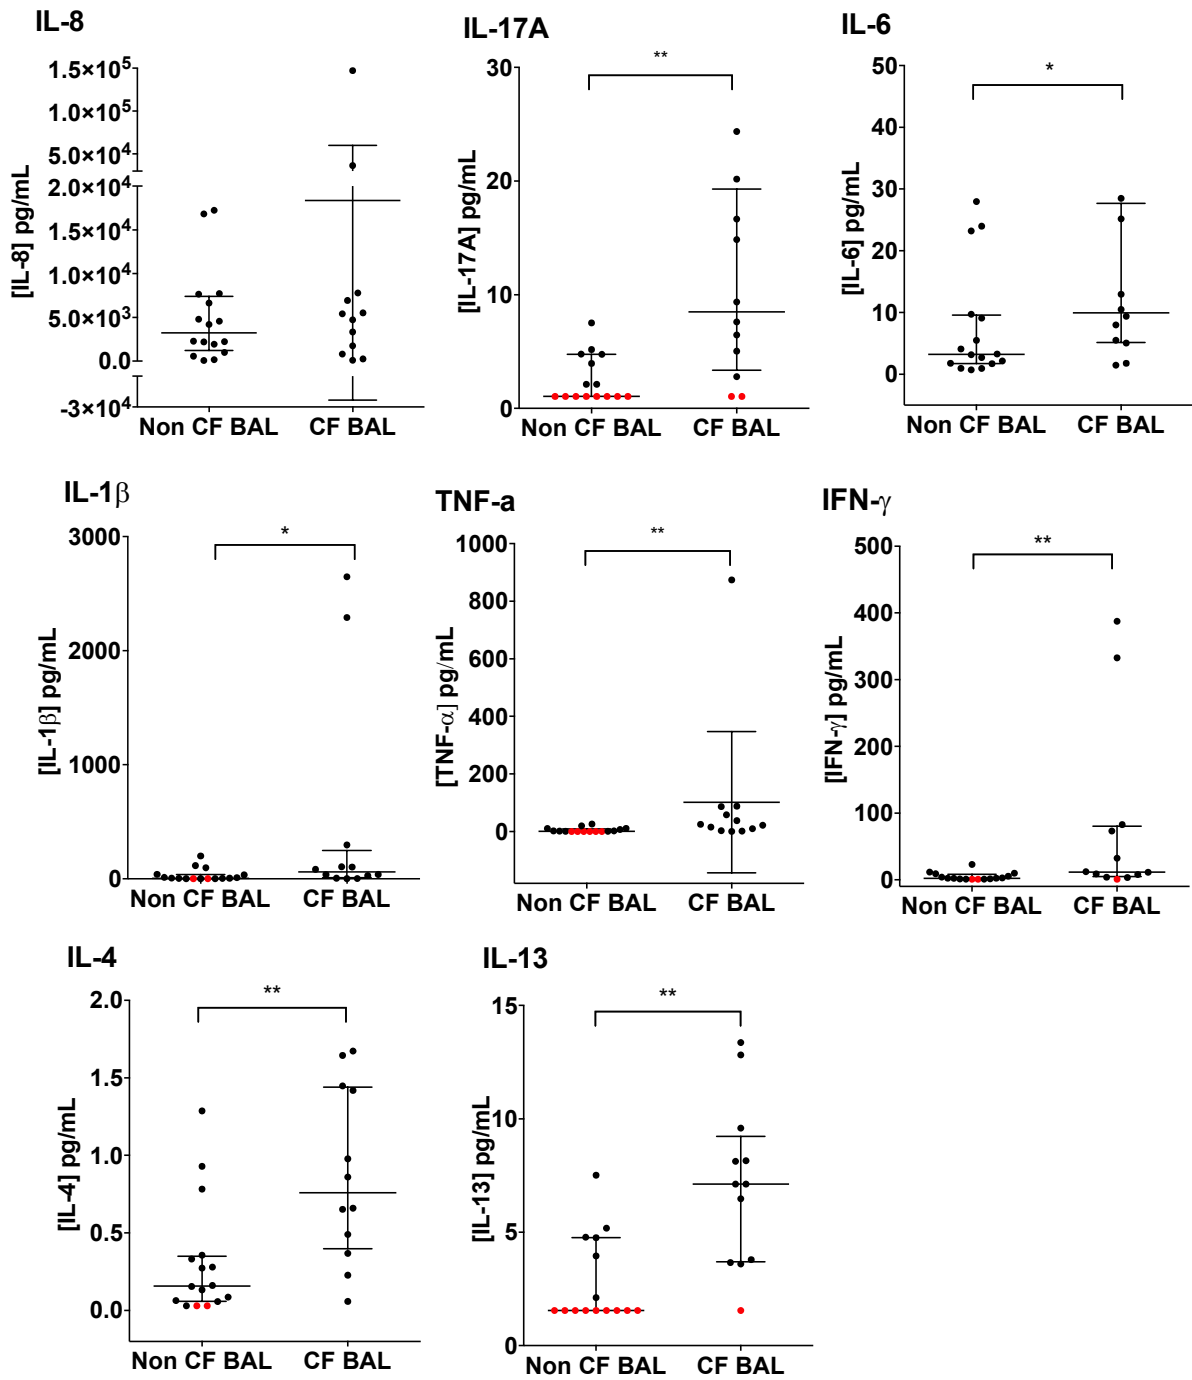 IL-8
1.5×10⁵
1.0×10⁵
5.0×10⁴
2.0×10⁴
1.5×10⁴
1.0×10⁴
5.0×10³
0.0
-3×10⁴
[IL-8] pg/mL
Non CF BAL CF BAL
IL-17A
**
30
20
10
0
[IL-17A] pg/mL
Non CF BAL CF BAL
IL-6
*
50
40
30
20
10
0
[IL-6] pg/mL
Non CF BAL CF BAL
IL-1β
*
3000
2000
1000
0
[IL-1β] pg/mL
Non CF BAL CF BAL
TNF-a
**
1000
800
600
400
200
0
[TNF-α] pg/mL
Non CF BAL CF BAL
IFN-γ
**
500
400
300
200
100
0
[IFN-γ] pg/mL
Non CF BAL CF BAL
IL-4
**
2.0
1.5
1.0
0.5
0.0
[IL-4] pg/mL
Non CF BAL CF BAL
IL-13
**
15
10
5
0
[IL-13] pg/mL
Non CF BAL CF BAL